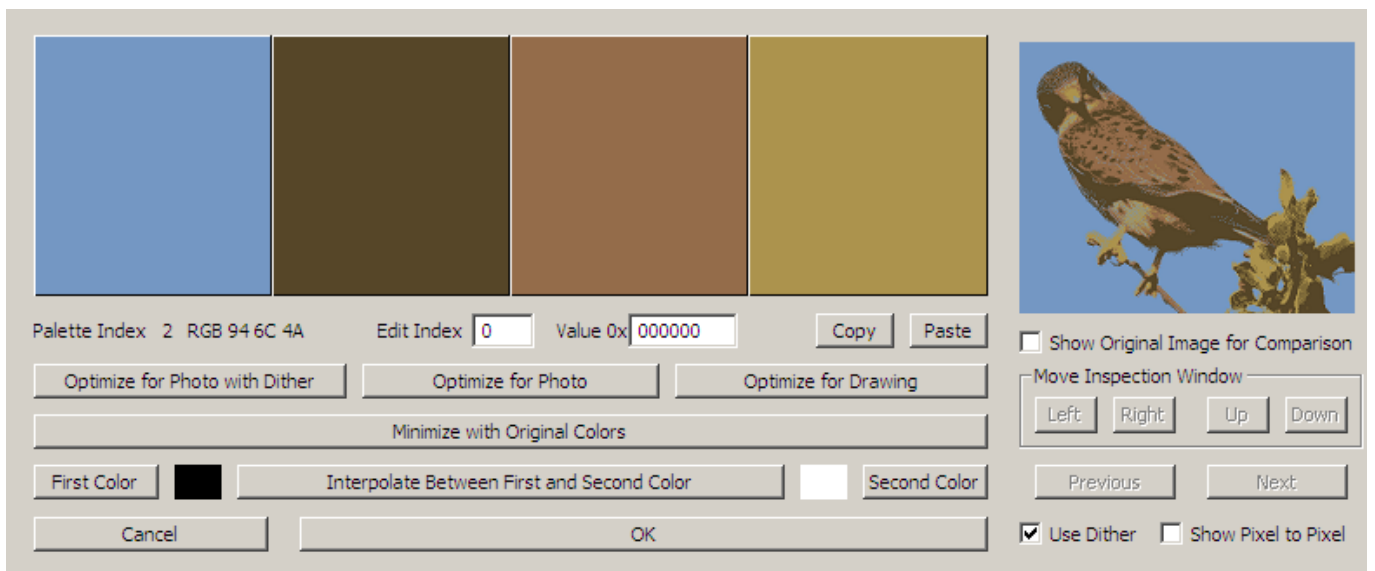 Palette Index 2 RGB 94 6C 4A Edit Index 0 Value 0x 000000 Copy Paste
Optimize for Photo with Dither Optimize for Photo Optimize for Drawing
Minimize with Original Colors
First Color Interpolate Between First and Second Color Second Color
Cancel OK
Show Original Image for Comparison
Move Inspection Window
Left Right Up Down
Previous Next
Use Dither Show Pixel to Pixel